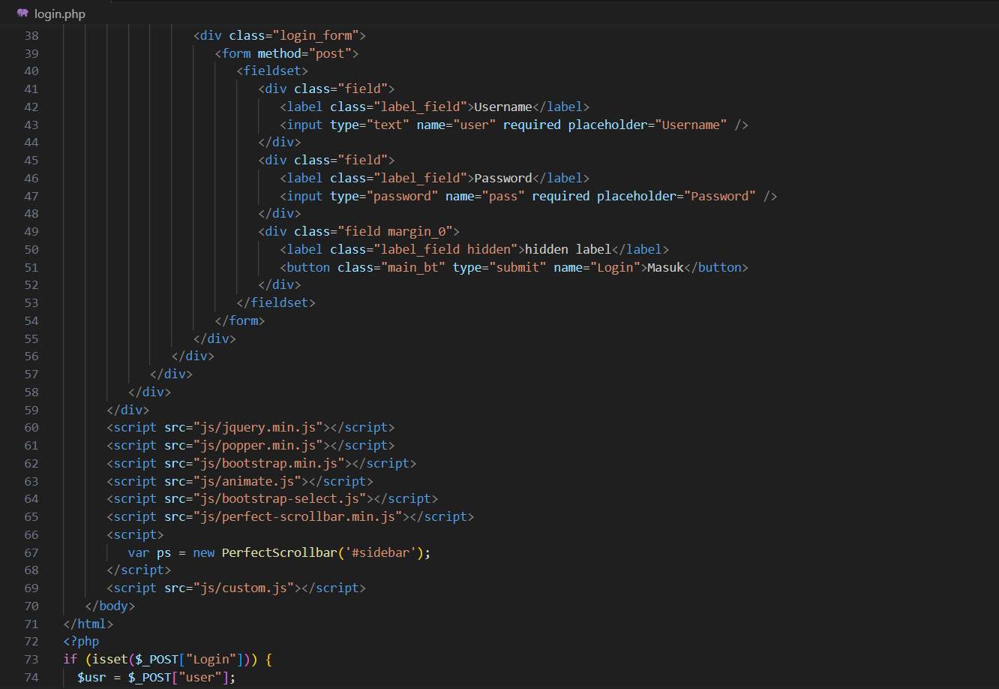 login.php
38 <div class="login_form">
39 <form method="post">
40 <fieldset>
41 <div class="field">
42 <label class="label_field">Username</label>
43 <input type="text" name="user" required placeholder="Username" />
44 </div>
45 <div class="field">
46 <label class="label_field">Password</label>
47 <input type="password" name="pass" required placeholder="Password" />
48 </div>
49 <div class="field margin_0">
50 <label class="label_field hidden">hidden label</label>
51 <button class="main_bt" type="submit" name="Login">Masuk</button>
52 </div>
53 </fieldset>
54 </form>
55 </div>
56 </div>
57 </div>
58 </div>
59 </div>
60 <script src="js/jquery.min.js"></script>
61 <script src="js/popper.min.js"></script>
62 <script src="js/bootstrap.min.js"></script>
63 <script src="js/animate.js"></script>
64 <script src="js/bootstrap-select.js"></script>
65 <script src="js/perfect-scrollbar.min.js"></script>
66 <script>
67 var ps = new PerfectScrollbar('#sidebar');
68 </script>
69 <script src="js/custom.js"></script>
70 </body>
71 </html>
72 <?php
73 if (isset($_POST["Login"])) {
74 $usr = $_POST["user"];